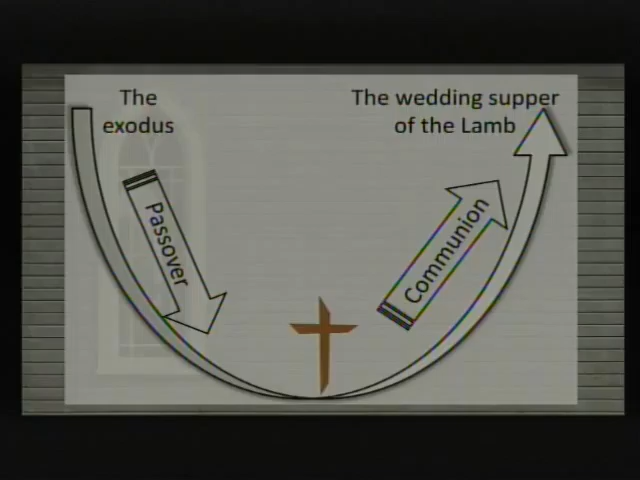 The
exodus
The wedding supper
of the Lamb
Passover
Communion